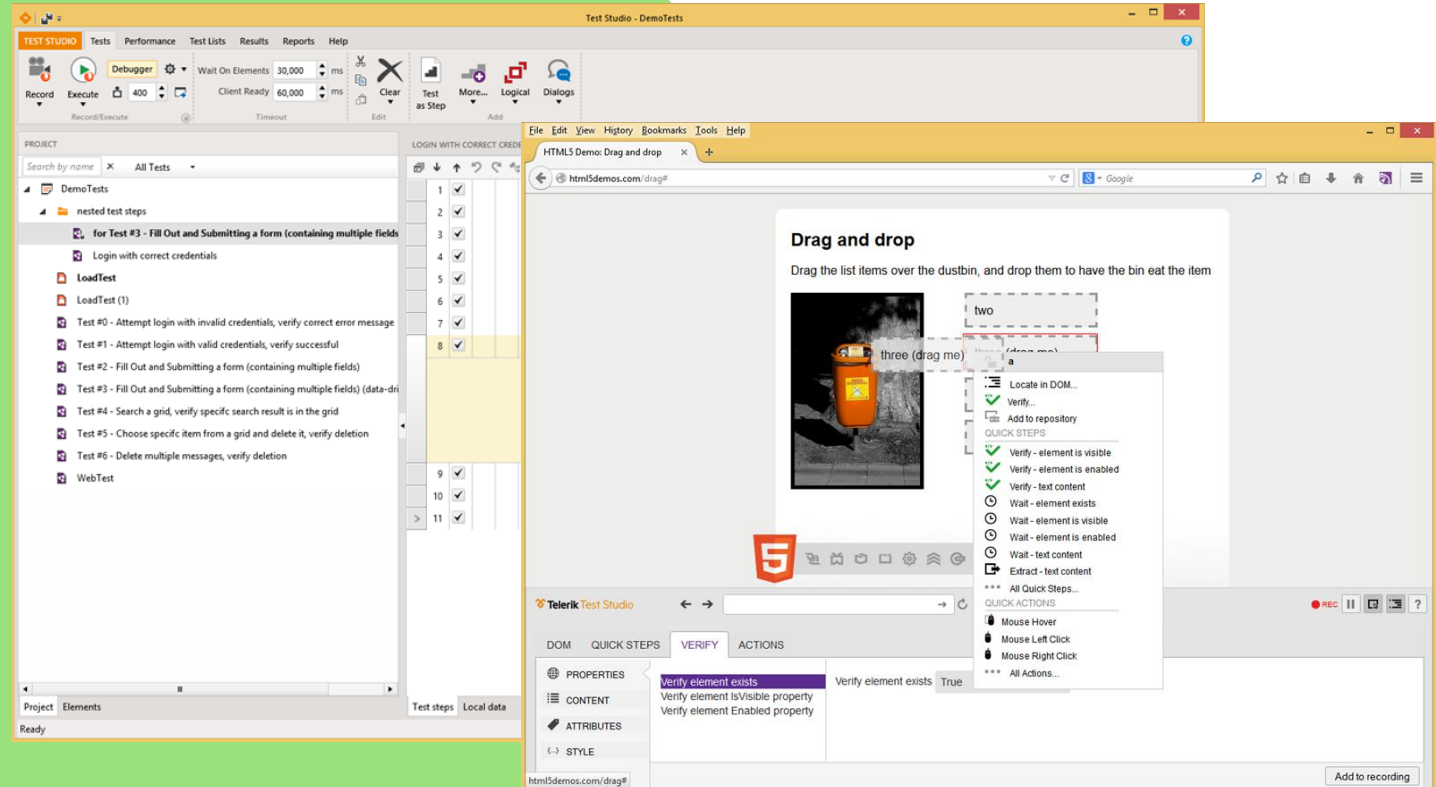 Test Studio - DemoTests
TEST STUDIO Tests Performance Test Lists Results Reports Help
Record Execute Debugger 400 Wait On Elements 30,000 ms Client Ready 60,000 ms Clear Test as Step More... Logical Dialogs
Record/Execute Timeout Edit Add
PROJECT
Search by name All Tests
DemoTests
nested test steps
for Test #3 - Fill Out and Submitting a form (containing multiple fields
Login with correct credentials
LoadTest
LoadTest (1)
Test #0 - Attempt login with invalid credentials, verify correct error message
Test #1 - Attempt login with valid credentials, verify successful
Test #2 - Fill Out and Submitting a form (containing multiple fields)
Test #3 - Fill Out and Submitting a form (containing multiple fields) (data-dri
Test #4 - Search a grid, verify specifc search result is in the grid
Test #5 - Choose specifc item from a grid and delete it, verify deletion
Test #6 - Delete multiple messages, verify deletion
WebTest
Project Elements
Ready
LOGIN WITH CORRECT CREDE
1
2
3
4
5
6
7
8
9
10
11
Test steps Local data
File Edit View History Bookmarks Tools Help
HTML5 Demo: Drag and drop
html5demos.com/drag#
Google
Drag and drop
Drag the list items over the dustbin, and drop them to have the bin eat the item
two
three (drag me)
a
Locate in DOM...
Verify...
Add to repository
QUICK STEPS
Verify - element is visible
Verify - element is enabled
Verify - text content
Wait - element exists
Wait - element is visible
Wait - element is enabled
Wait - text content
Extract - text content
All Quick Steps...
QUICK ACTIONS
Mouse Hover
Mouse Left Click
Mouse Right Click
All Actions...
5
Telerik Test Studio
REC
?
DOM QUICK STEPS VERIFY ACTIONS
PROPERTIES
CONTENT
ATTRIBUTES
STYLE
Verify element exists
Verify element IsVisible property
Verify element Enabled property
Verify element exists True
Add to recording
html5demos.com/drag#